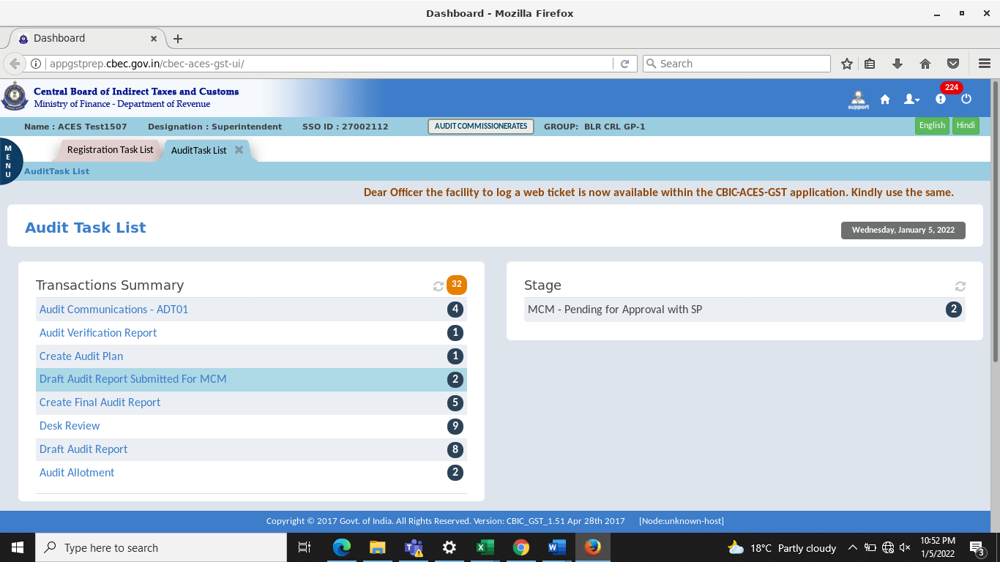 Dashboard - Mozilla Firefox
Dashboard
appgstprep.cbec.gov.in/cbec-aces-gst-ui/
Search
Central Board of Indirect Taxes and Customs
Ministry of Finance - Department of Revenue
support
224
Name : ACES Test1507 Designation : Superintendent SSO ID : 27002112 AUDIT COMMISSIONERATES GROUP: BLR CRL GP-1 English Hindi
MENU
Registration Task List AuditTask List
AuditTask List
Dear Officer the facility to log a web ticket is now available within the CBIC-ACES-GST application. Kindly use the same.
Audit Task List
Wednesday, January 5, 2022
Transactions Summary 32
Audit Communications - ADT01 4
Audit Verification Report 1
Create Audit Plan 1
Draft Audit Report Submitted For MCM 2
Create Final Audit Report 5
Desk Review 9
Draft Audit Report 8
Audit Allotment 2
Stage
MCM - Pending for Approval with SP 2
Copyright © 2017 Govt. of India. All Rights Reserved. Version: CBIC_GST_1.51 Apr 28th 2017 [Node:unknown-host]
Type here to search
18°C Partly cloudy
10:52 PM
1/5/2022
3